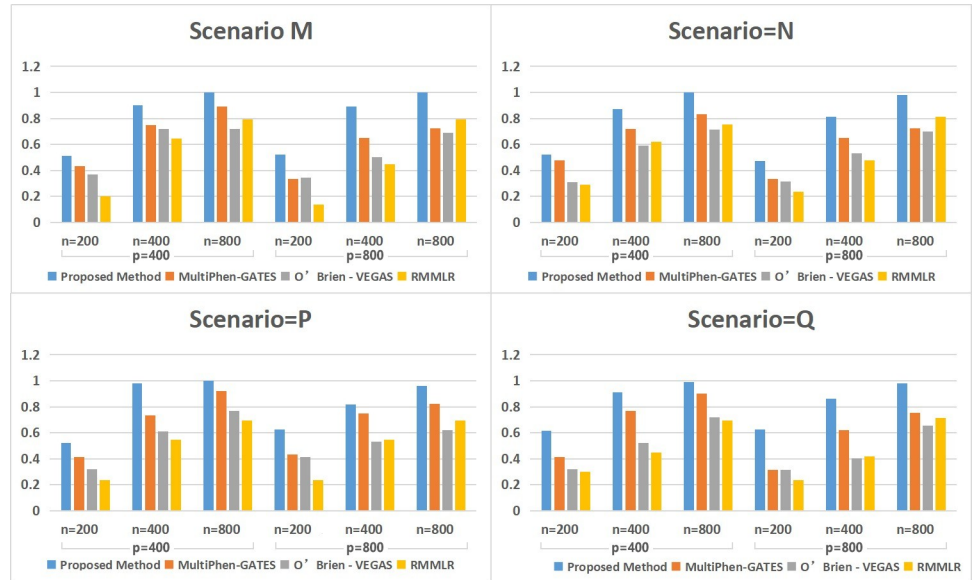 Scenario M
1.2
1
0.8
0.6
0.4
0.2
0
n=200 n=400 n=800 n=200 n=400 n=800
p=400 p=800
Proposed Method MultiPhen-GATES O’ Brien - VEGAS RMMLR
Scenario=N
1.2
1
0.8
0.6
0.4
0.2
0
n=200 n=400 n=800 n=200 n=400 n=800
p=400 p=800
Proposed Method MultiPhen-GATES O’ Brien - VEGAS RMMLR
Scenario=P
1.2
1
0.8
0.6
0.4
0.2
0
n=200 n=400 n=800 n=200 n=400 n=800
p=400 p=800
Proposed Method MultiPhen-GATES O’ Brien - VEGAS RMMLR
Scenario=Q
1.2
1
0.8
0.6
0.4
0.2
0
n=200 n=400 n=800 n=200 n=400 n=800
p=400 p=800
Proposed Method MultiPhen-GATES O’ Brien - VEGAS RMMLR